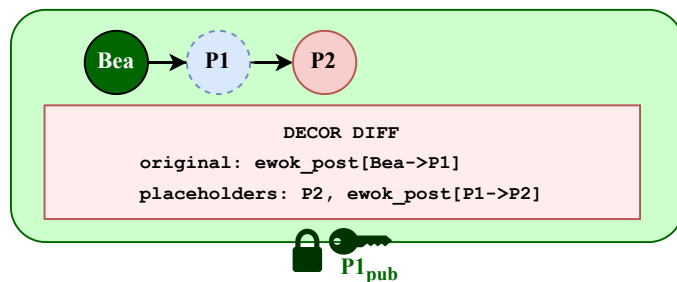 Bea P1 P2
DECOR DIFF
original: ewok_post[Bea->P1]
placeholders: P2, ewok_post[P1->P2]
P1pub